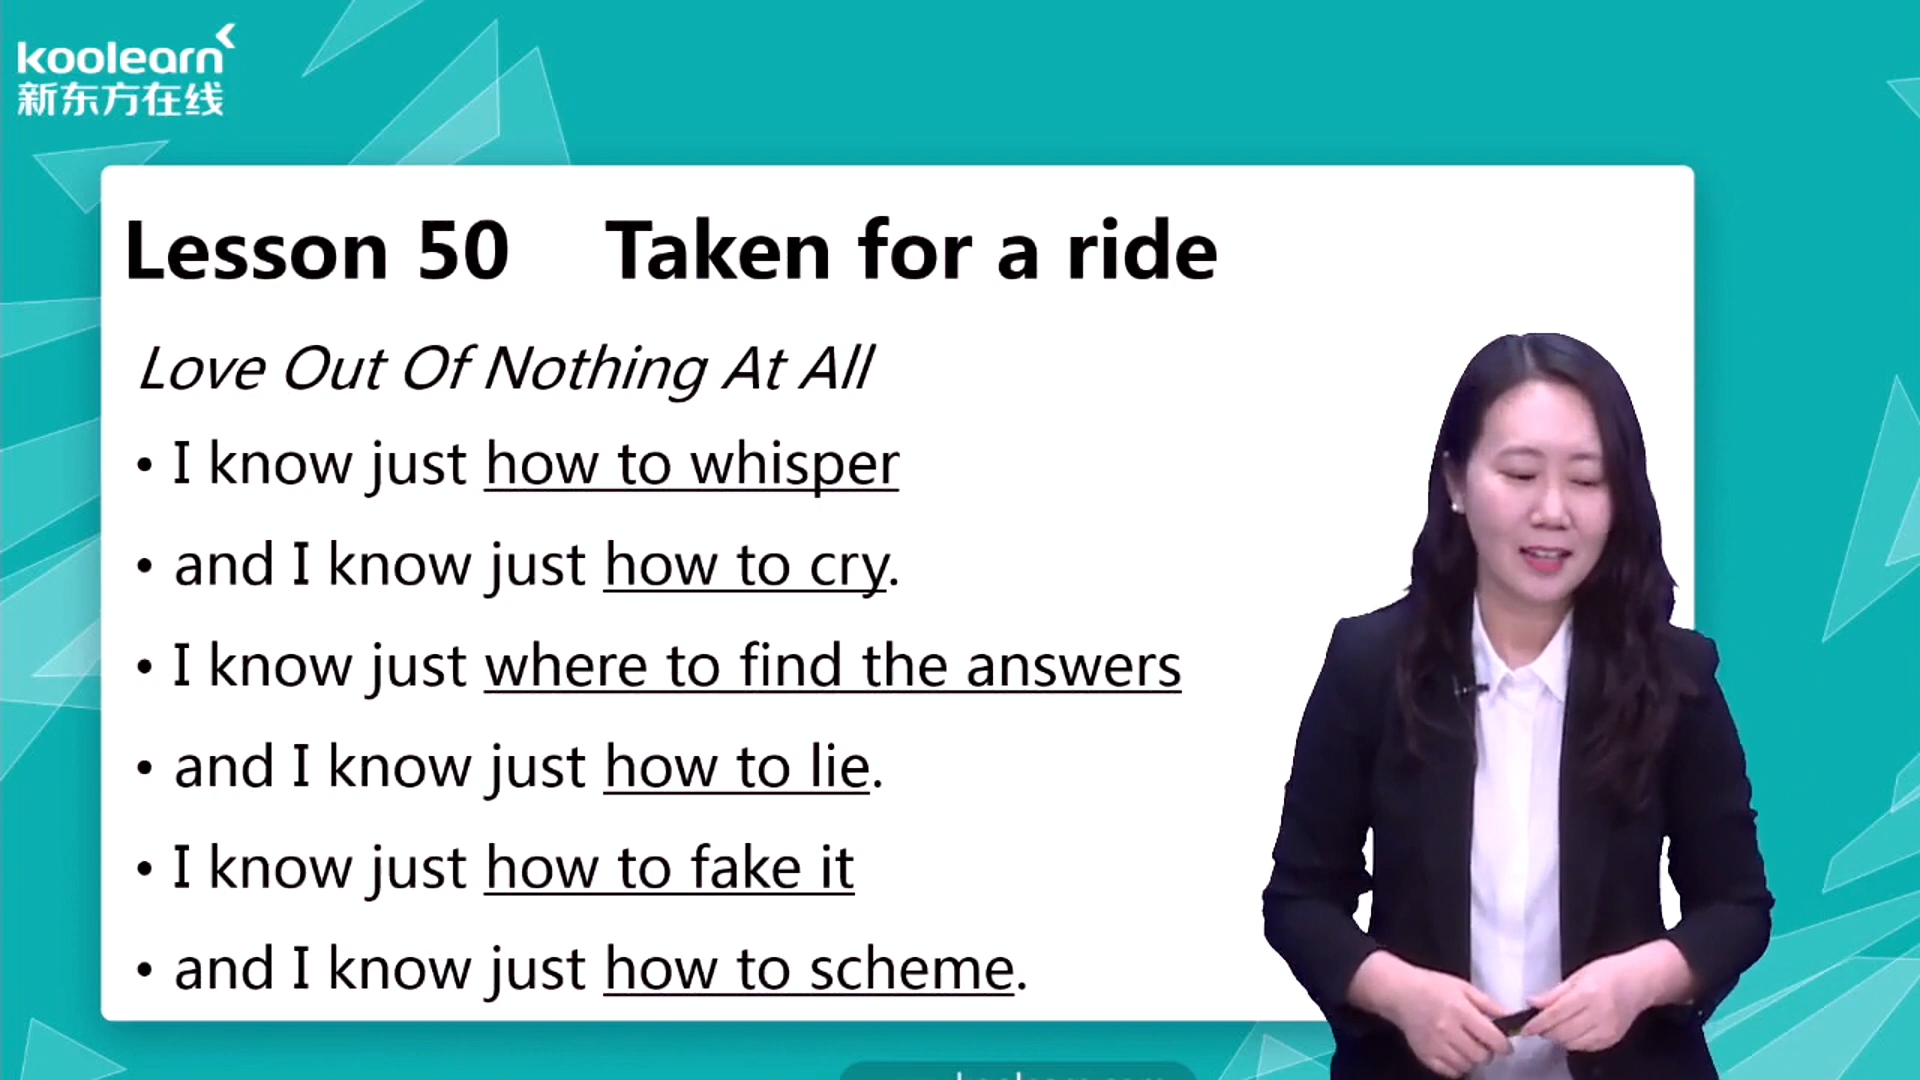 koolearn
新东方在线
Lesson 50 Taken for a ride
Love Out Of Nothing At All
• I know just how to whisper
• and I know just how to cry.
• I know just where to find the answers
• and I know just how to lie.
• I know just how to fake it
• and I know just how to scheme.